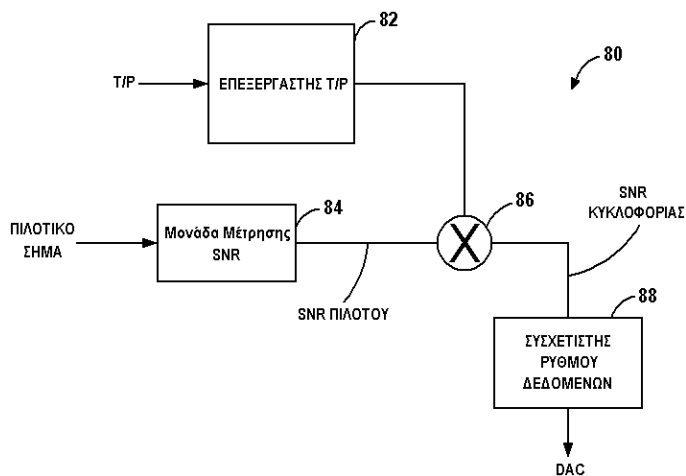 82
T/P
ΕΠΕΞΕΡΓΑΣΤΗΣ T/P
80
ΠΙΛΟΤΙΚΟ
ΣΗΜΑ
Μονάδα Μέτρησης
SNR
84
SNR ΠΙΛΟΤΟΥ
X
86
SNR
ΚΥΚΛΟΦΟΡΙΑΣ
88
ΣΥΣΧΕΤΙΣΤΗΣ
ΡΥΘΜΟΥ
ΔΕΔΟΜΕΝΩΝ
DAC